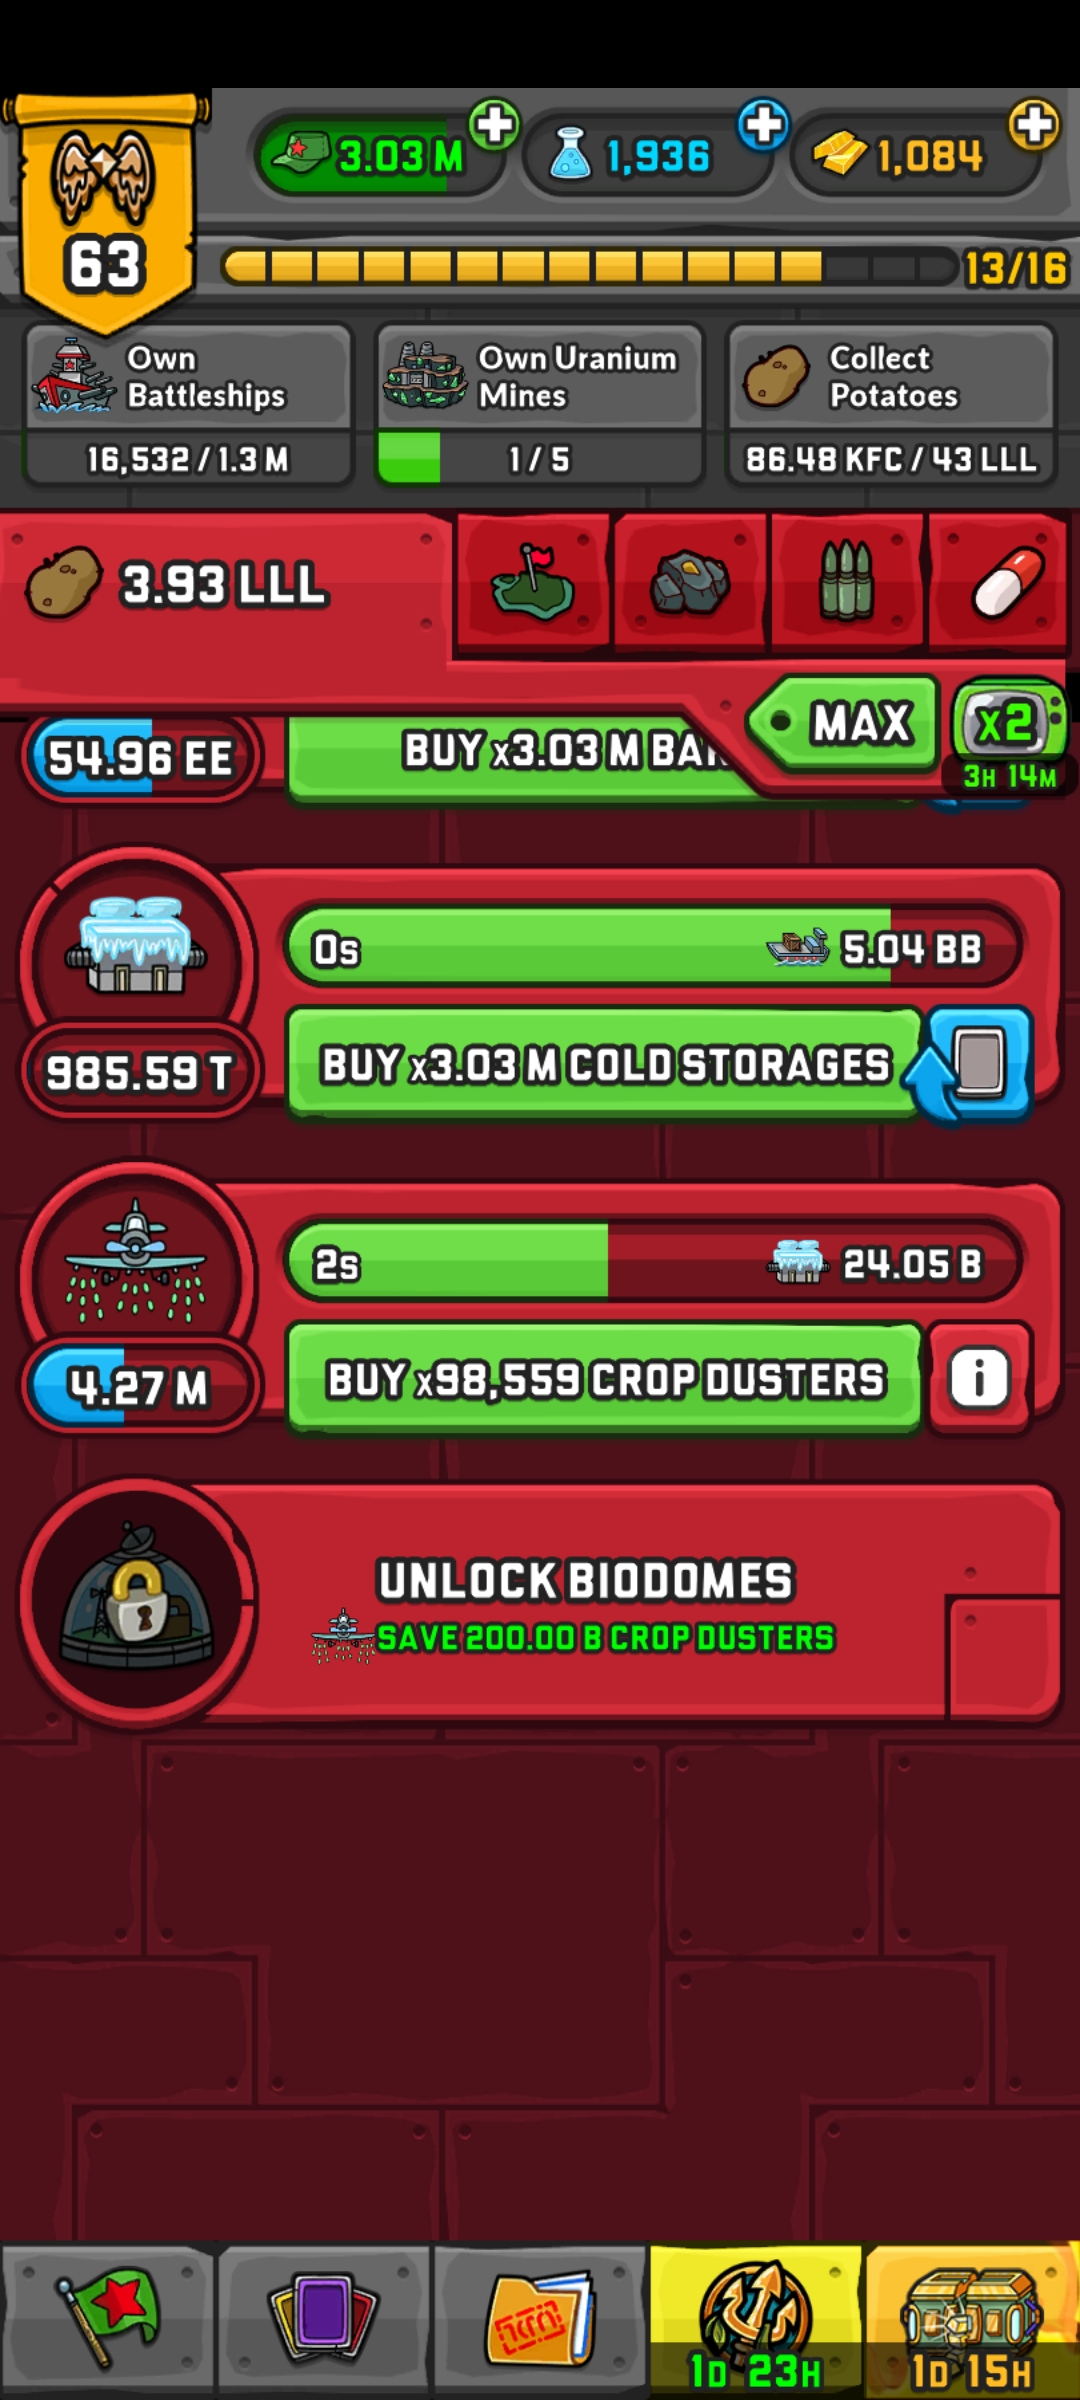 3.03 M
1,936
1,084
63
13/16
Own
Battleships
16,532 / 1.3 M
Own Uranium
Mines
1 / 5
Collect
Potatoes
86.48 KFC / 43 LLL
3.93 LLL
MAX
x2
3H 14M
54.96 EE
BUY x3.03 M
0s
5.04 BB
985.59 T
BUY x3.03 M COLD STORAGES
2s
24.05 B
4.27 M
BUY x98,559 CROP DUSTERS
i
UNLOCK BIODOMES
SAVE 200.00 B CROP DUSTERS
1D 23H
1D 15H